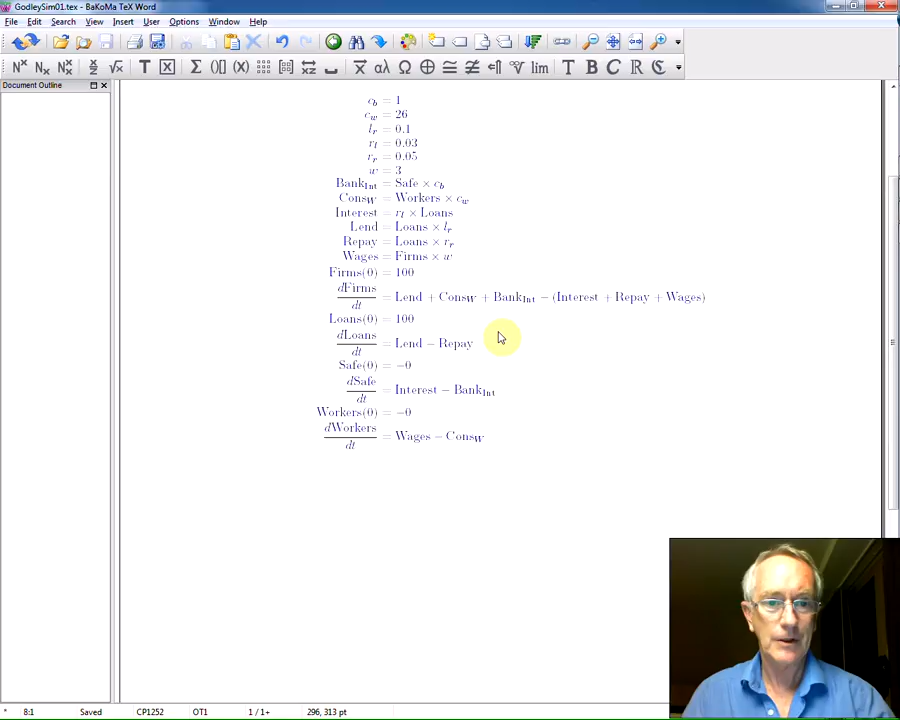 GodleySim01.tex - BaKoMa TeX Word
File Edit Search View Insert User Options Window Help
Document Outline
c_b = 1
c_w = 26
l_r = 0.1
r_l = 0.03
r_r = 0.05
w = 3
Bank_Int = Safe × c_b
Cons_W = Workers × c_w
Interest = r_l × Loans
Lend = Loans × l_r
Repay = Loans × r_r
Wages = Firms × w
Firms(0) = 100
dFirms/dt = Lend + Cons_W + Bank_Int − (Interest + Repay + Wages)
Loans(0) = 100
dLoans/dt = Lend − Repay
Safe(0) = −0
dSafe/dt = Interest − Bank_Int
Workers(0) = −0
dWorkers/dt = Wages − Cons_W
* 8:1 Saved CP1252 OT1 1 / 1+ 296, 313 pt